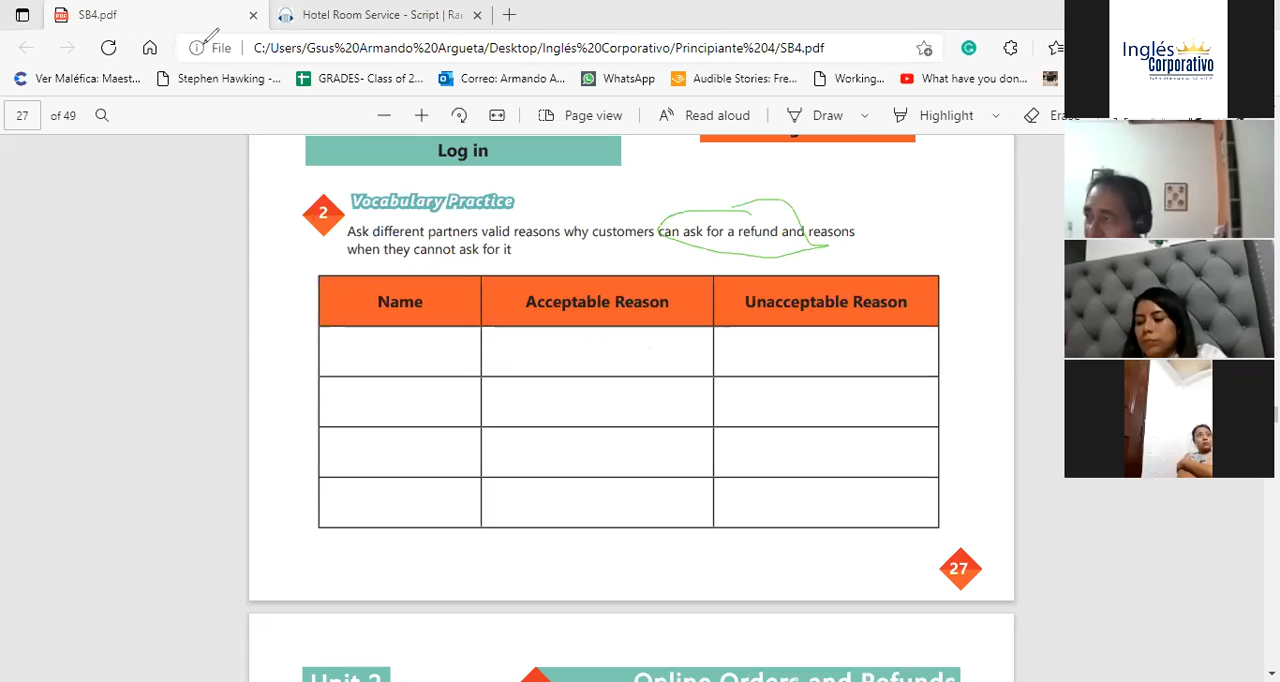 SB4.pdf
Hotel Room Service - Script | Ra
File
C:/Users/Gsus%20Armando%20Argueta/Desktop/Inglés%20Corporativo/Principiante%204/SB4.pdf
Ver Maléfica: Maest...
Stephen Hawking -...
GRADES- Class of 2...
Correo: Armando A...
WhatsApp
Audible Stories: Fre...
Working...
What have you don...
27 of 49
Page view
Read aloud
Draw
Highlight
Eras
Inglés
Corporativo
Log in
2
Vocabulary Practice
Ask different partners valid reasons why customers can ask for a refund and reasons
when they cannot ask for it
Name Acceptable Reason Unacceptable Reason
27
Unit 2
Online Orders and Refunds